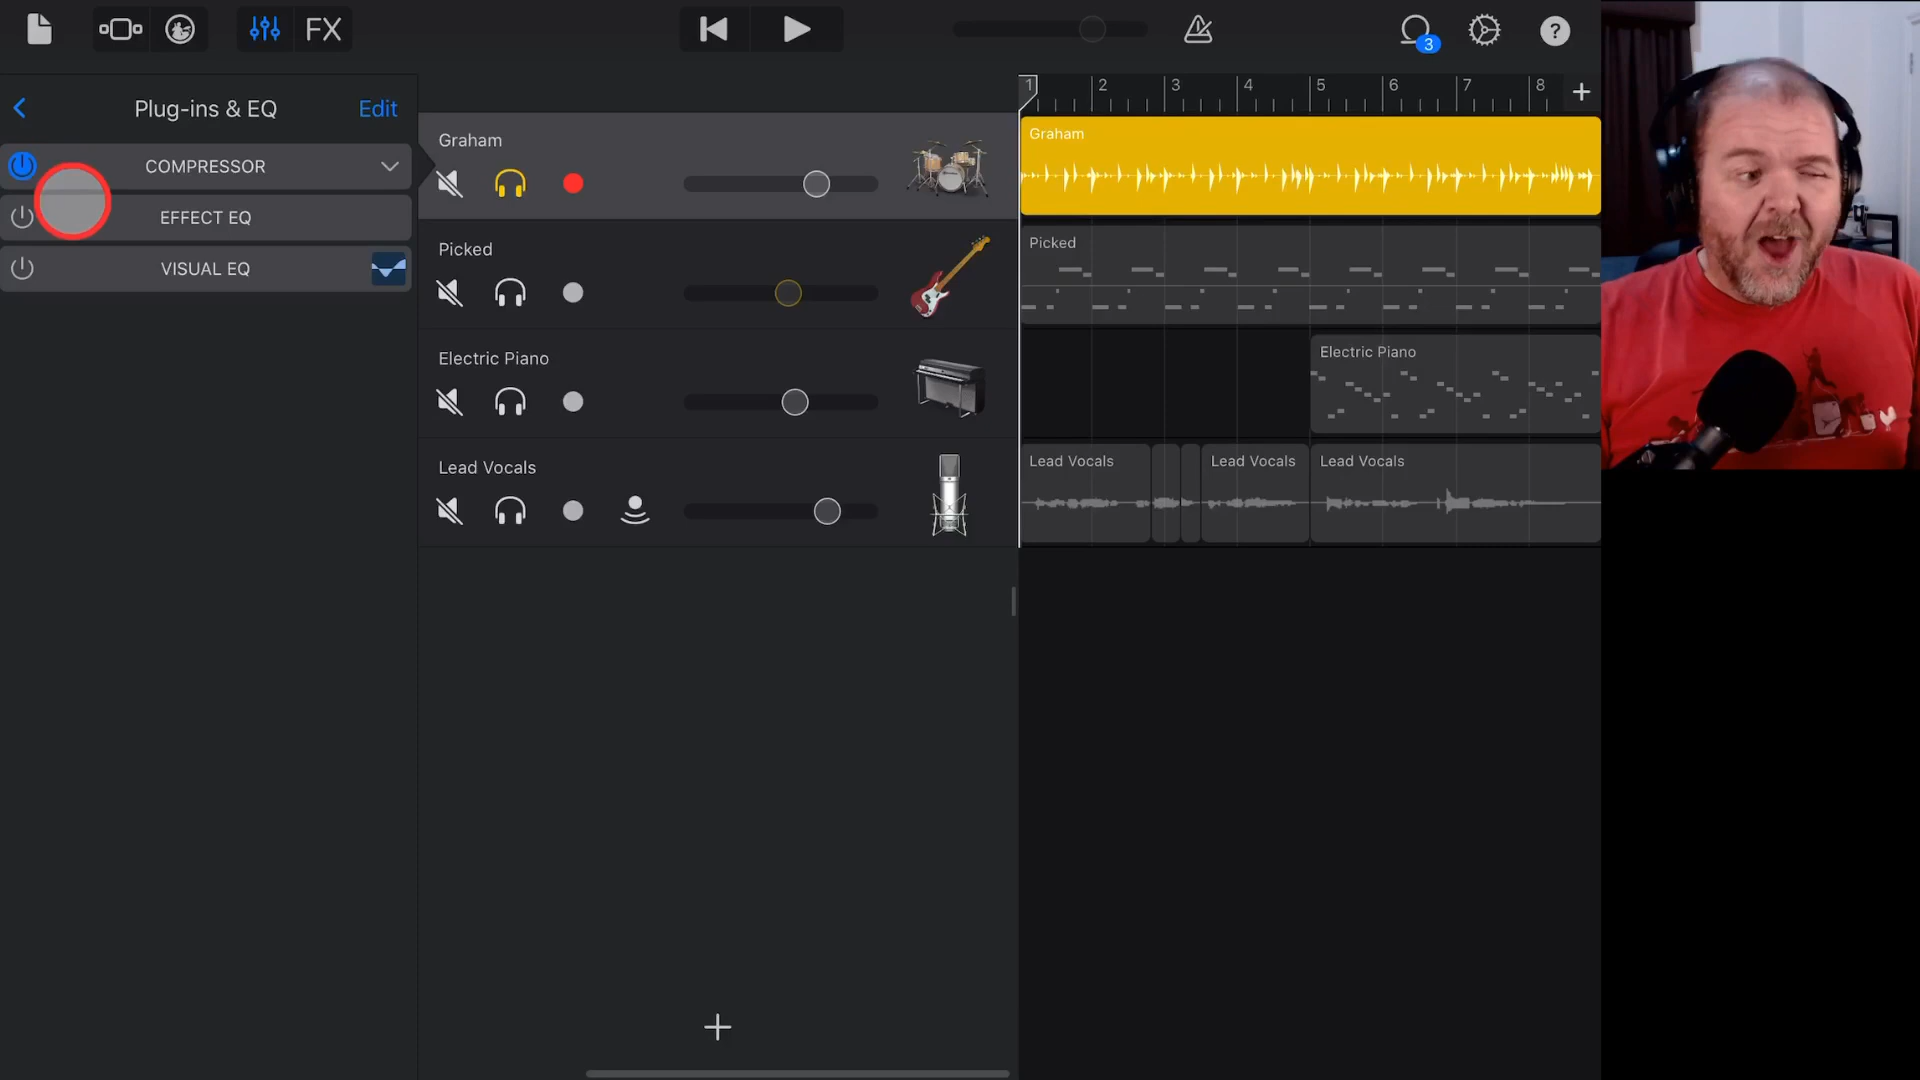 FX
3
?
Plug-ins & EQ
Edit
COMPRESSOR
EFFECT EQ
VISUAL EQ
Graham
Picked
Electric Piano
Lead Vocals
1 2 3 4 5 6 7 8
Graham
Picked
Electric Piano
Lead Vocals
Lead Vocals
Lead Vocals